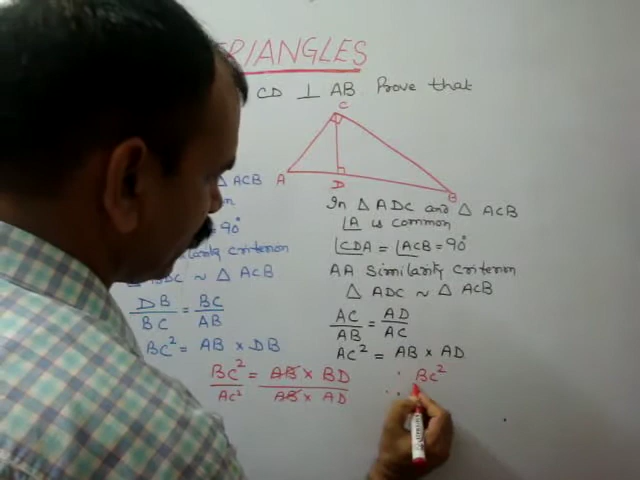 TRIANGLES
CD ⊥ AB Prove that
C
A
D
B
△ ACB
= 90°
criterion
△ BDC ~ △ ACB
DB/BC = BC/AB
BC² = AB × DB
In △ ADC and △ ACB
∠A is common
∠CDA = ∠ACB = 90°
AA Similarity Criterion
△ ADC ~ △ ACB
AC/AB = AD/AC
AC² = AB × AD
BC²/AC² = AB × BD/AB × AD
∴ BC²